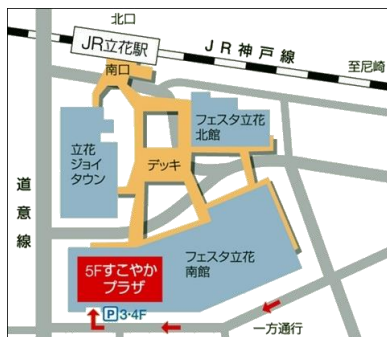 北口
JR立花駅
JR神戸線
至尼崎
南口
フェスタ立花
北館
立花
ジョイ
タウン
デッキ
道意線
フェスタ立花
南館
5Fすこやか
プラザ
P3・4F
一方通行